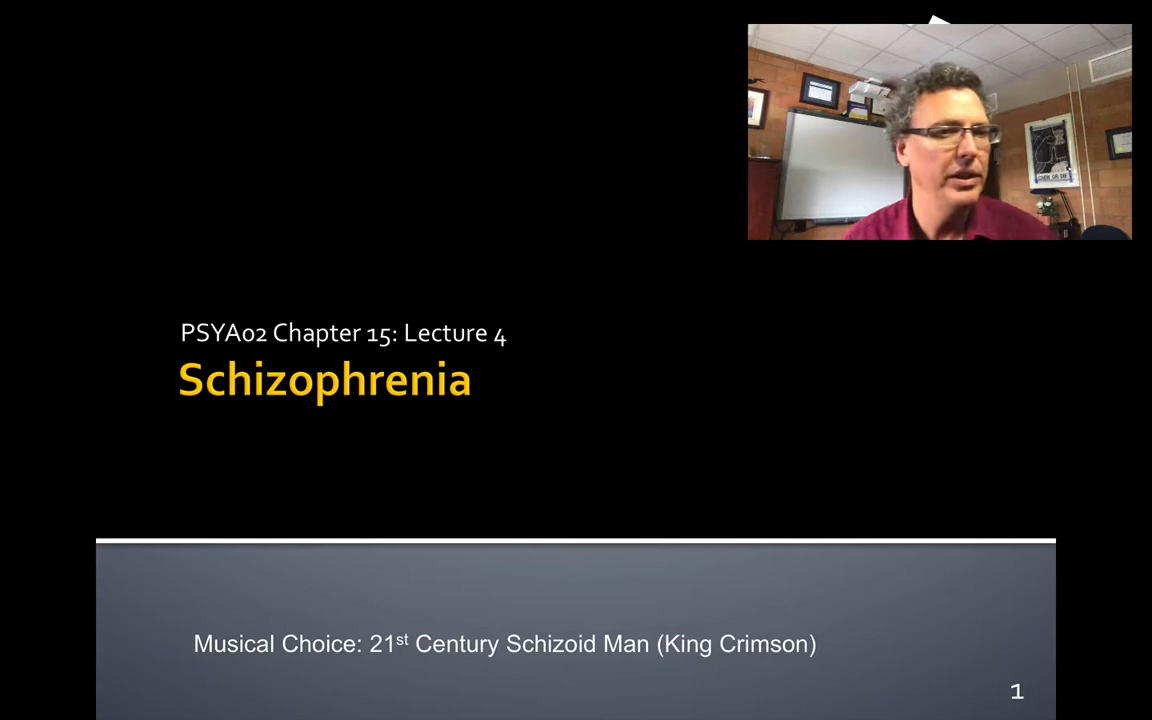 PSYA02 Chapter 15: Lecture 4
Schizophrenia
Musical Choice: 21st Century Schizoid Man (King Crimson)
1